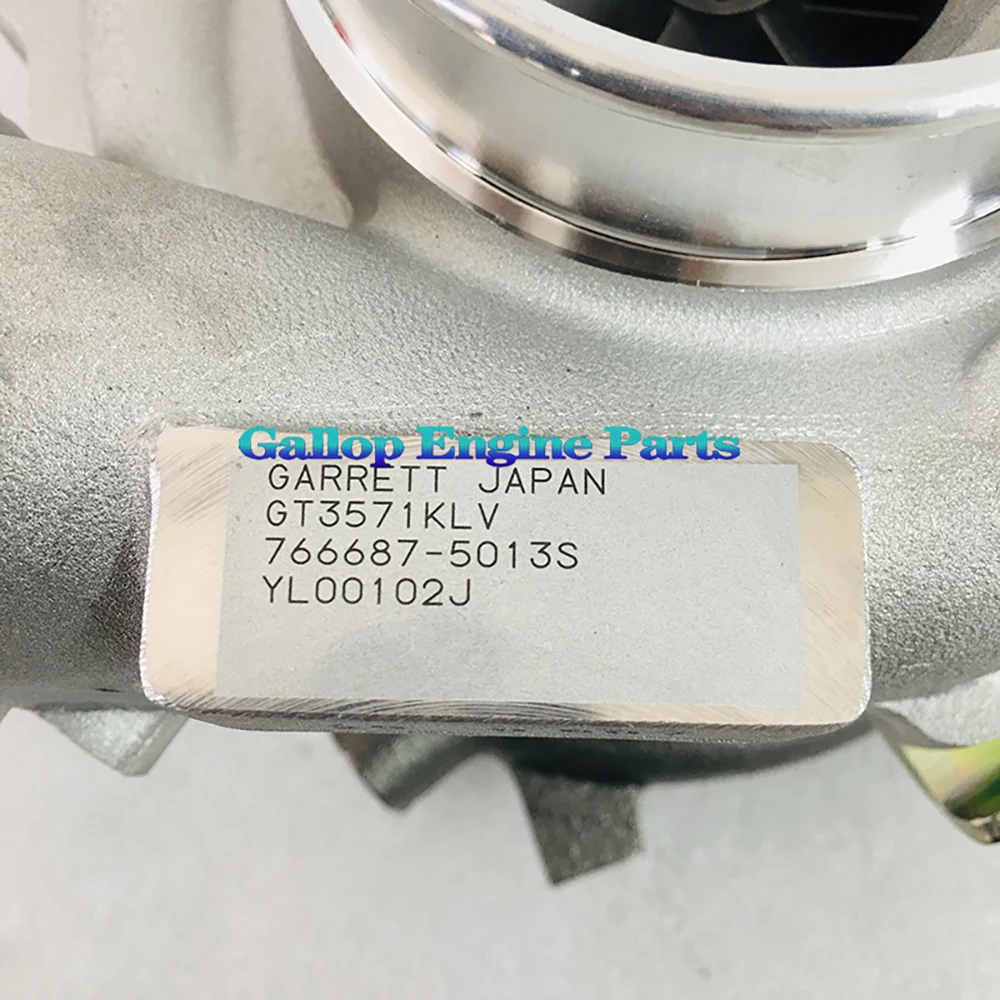 Gallop Engine Parts
GARRETT JAPAN
GT3571KLV
766687-5013S
YL00102J